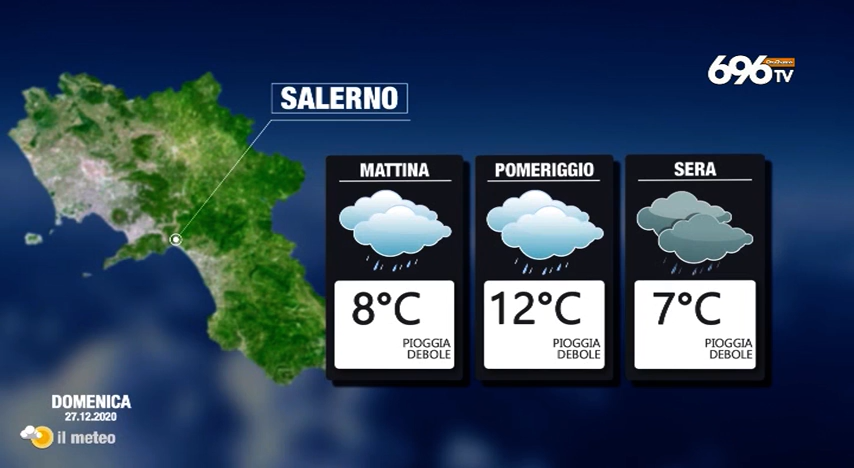 696 TV
SALERNO
MATTINA
8°C
PIOGGIA
DEBOLE
POMERIGGIO
12°C
PIOGGIA
DEBOLE
SERA
7°C
PIOGGIA
DEBOLE
DOMENICA
27.12.2020
il meteo